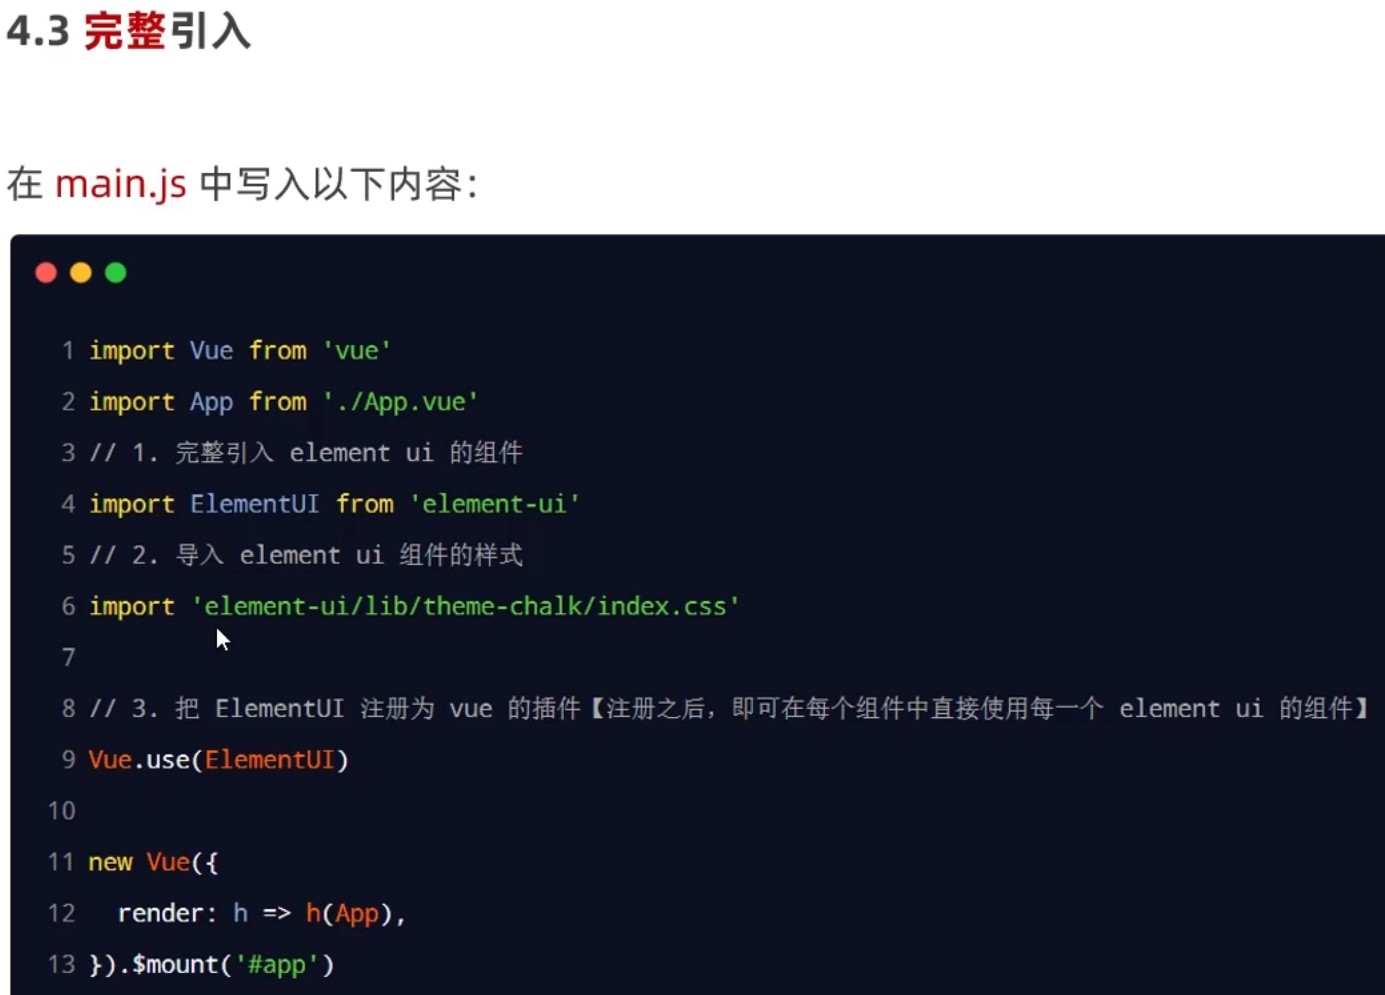 4.3 完整引入
在 main.js 中写入以下内容：
1 import Vue from 'vue'
2 import App from './App.vue'
3 // 1. 完整引入 element ui 的组件
4 import ElementUI from 'element-ui'
5 // 2. 导入 element ui 组件的样式
6 import 'element-ui/lib/theme-chalk/index.css'
7
8 // 3. 把 ElementUI 注册为 vue 的插件【注册之后，即可在每个组件中直接使用每一个 element ui 的组件】
9 Vue.use(ElementUI)
10
11 new Vue({
12   render: h => h(App),
13 }).$mount('#app')